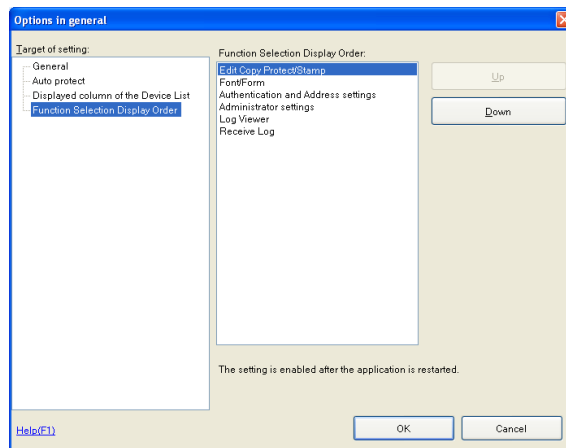 Options in general
Target of setting:
General
Auto protect
Displayed column of the Device List
Function Selection Display Order
Function Selection Display Order:
Edit Copy Protect/Stamp
Font/Form
Authentication and Address settings
Administrator settings
Log Viewer
Receive Log
Up
Down
The setting is enabled after the application is restarted.
Help(F1)
OK
Cancel